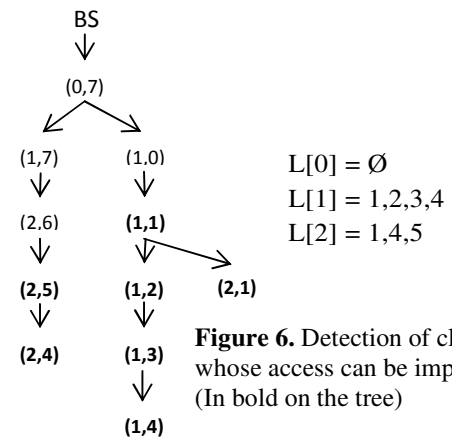 BS
(0,7)
(1,7) (1,0)
(2,6) (1,1)
(2,5) (1,2) (2,1)
(2,4) (1,3)
(1,4)
L[0] = Ø
L[1] = 1,2,3,4
L[2] = 1,4,5
Figure 6. Detection of
whose access can be
(In bold on the tree)